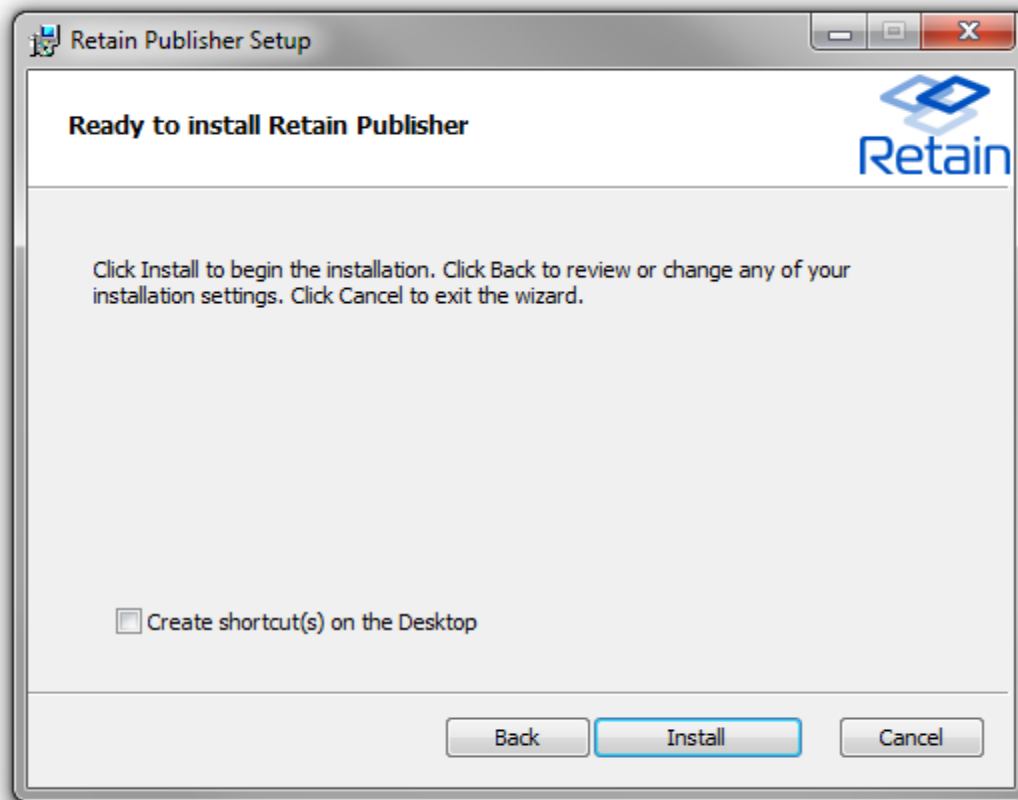 Retain Publisher Setup
Ready to install Retain Publisher
Retain
Click Install to begin the installation. Click Back to review or change any of your
installation settings. Click Cancel to exit the wizard.
Create shortcut(s) on the Desktop
Back Install Cancel